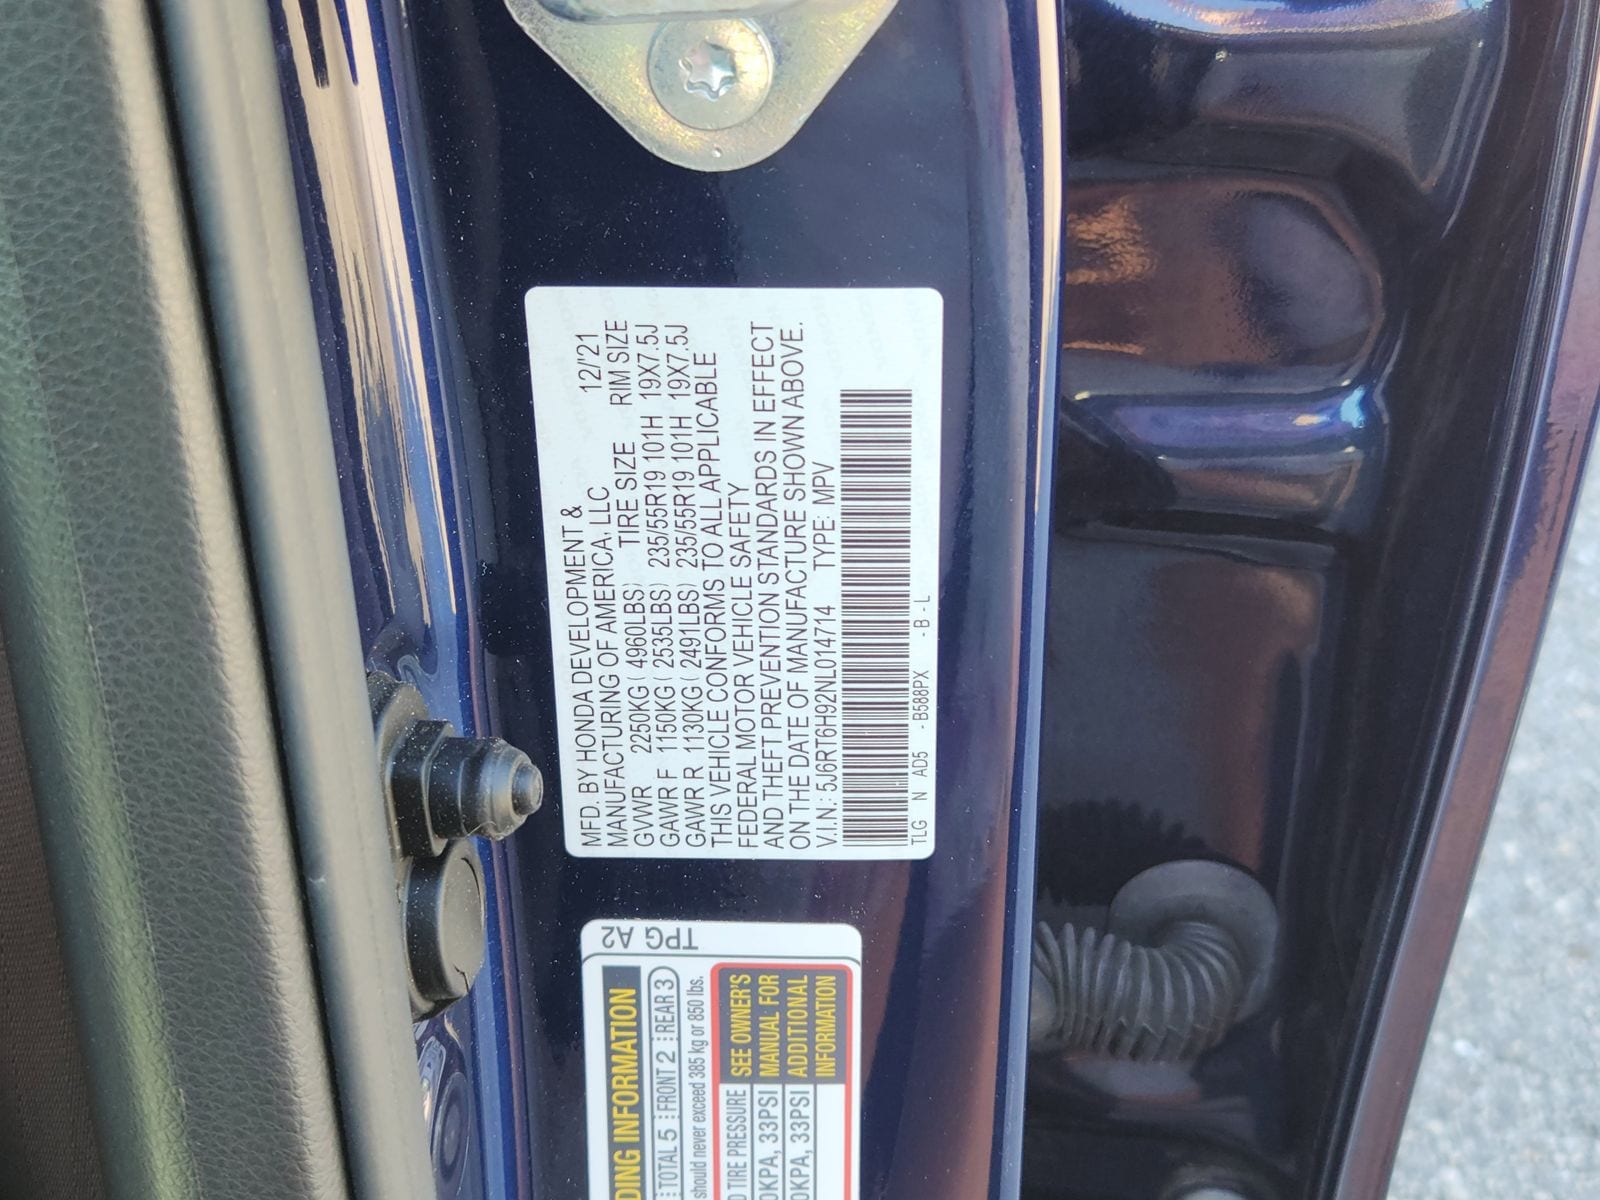 MFD. BY HONDA DEVELOPMENT &
MANUFACTURING OF AMERICA, LLC 12/'21
GVWR 2250KG ( 4960LBS) TIRE SIZE RIM SIZE
GAWR F 1150KG ( 2535LBS) 235/55R19 101H 19X7.5J
GAWR R 1130KG ( 2491LBS) 235/55R19 101H 19X7.5J
THIS VEHICLE CONFORMS TO ALL APPLICABLE
FEDERAL MOTOR VEHICLE SAFETY
AND THEFT PREVENTION STANDARDS IN EFFECT
ON THE DATE OF MANUFACTURE SHOWN ABOVE.
V.I.N.: 5J6RT6H92NL014714 TYPE: MPV
TLG N AD5 -B588PX -B-L
TPG A2
DING INFORMATION
TOTAL 5 FRONT 2 REAR 3
should never exceed 385 kg or 850 lbs.
D TIRE PRESSURE
0KPA, 33PSI
0KPA, 33PSI
SEE OWNER'S
MANUAL FOR
ADDITIONAL
INFORMATION